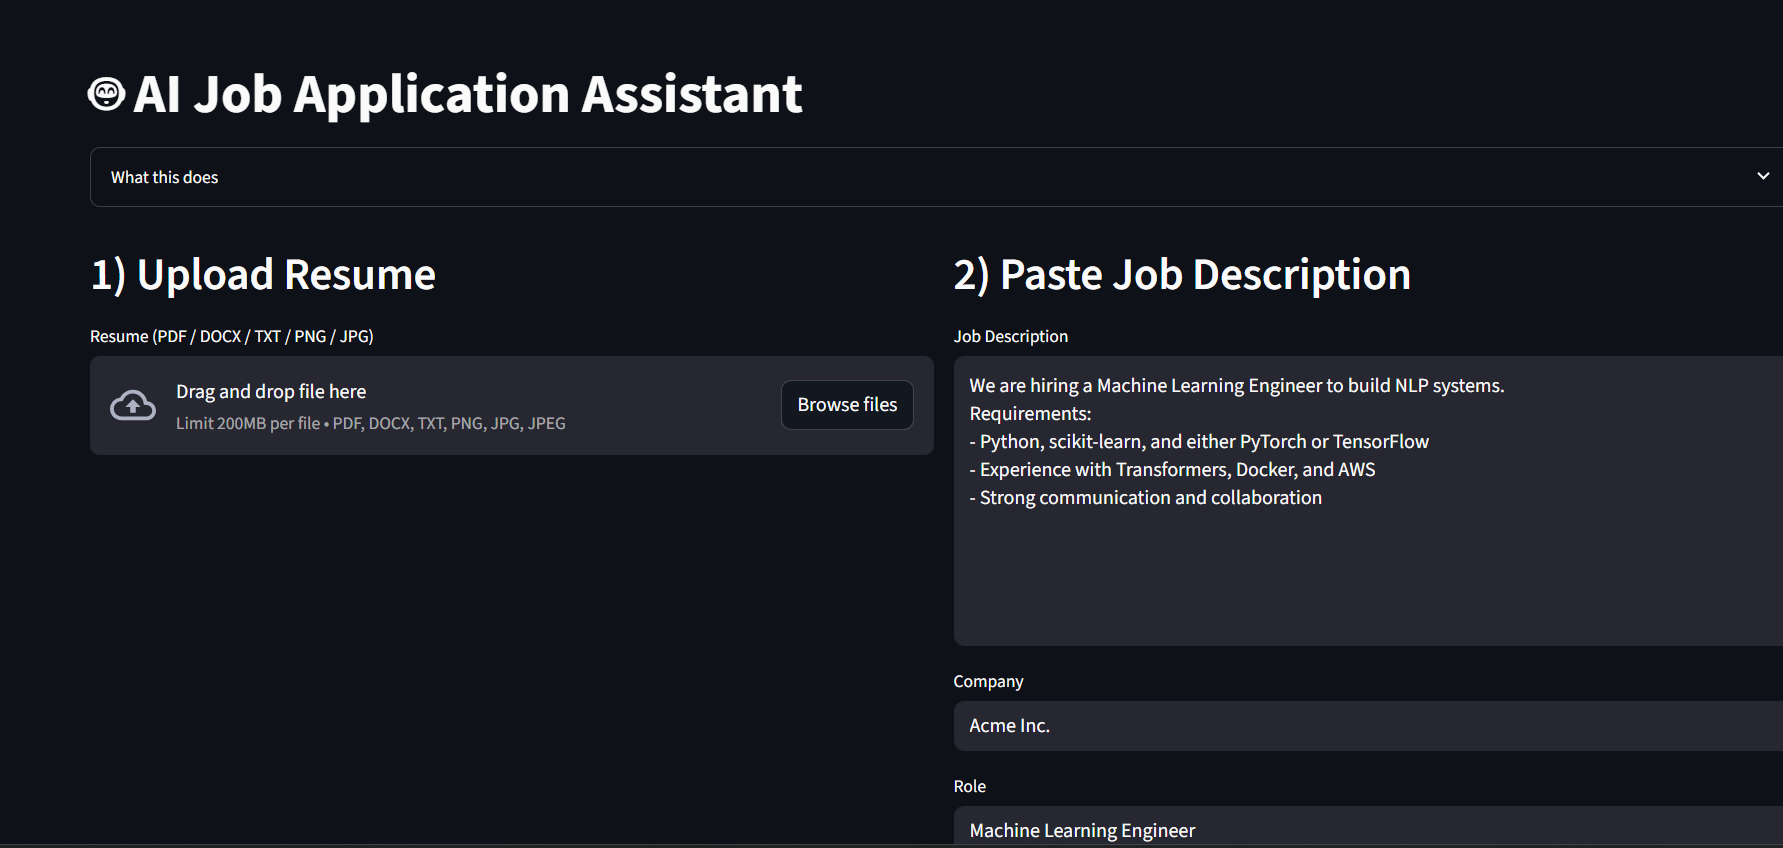 AI Job Application Assistant
What this does
1) Upload Resume
Resume (PDF / DOCX / TXT / PNG / JPG)
Drag and drop file here
Limit 200MB per file • PDF, DOCX, TXT, PNG, JPG, JPEG
Browse files
2) Paste Job Description
Job Description
We are hiring a Machine Learning Engineer to build NLP systems.
Requirements:
- Python, scikit-learn, and either PyTorch or TensorFlow
- Experience with Transformers, Docker, and AWS
- Strong communication and collaboration
Company
Acme Inc.
Role
Machine Learning Engineer